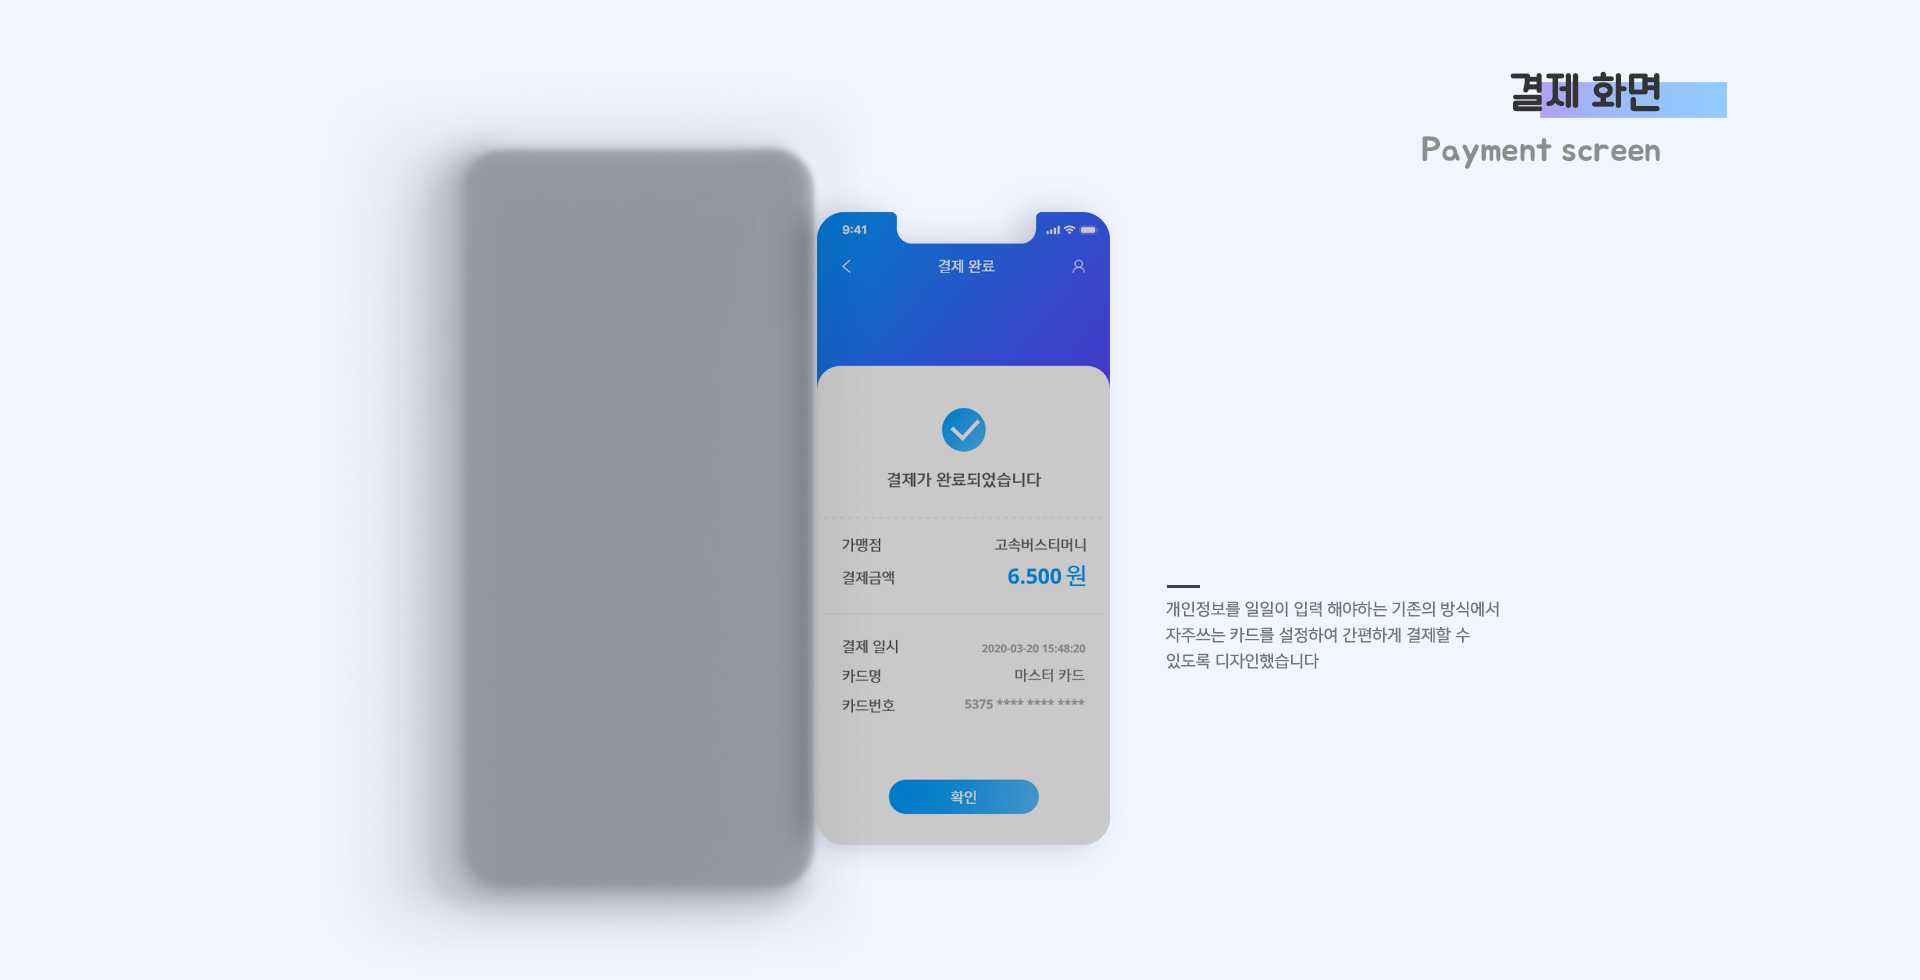 결제 화면
Payment screen
9:41
결제 완료
결제가 완료되었습니다
가맹점 고속버스티머니
결제금액 6.500 원
결제 일시 2020-03-20 15:48:20
카드명 마스터 카드
카드번호 5375 **** **** ****
확인
개인정보를 일일이 입력 해야하는 기존의 방식에서
자주쓰는 카드를 설정하여 간편하게 결제할 수
있도록 디자인했습니다